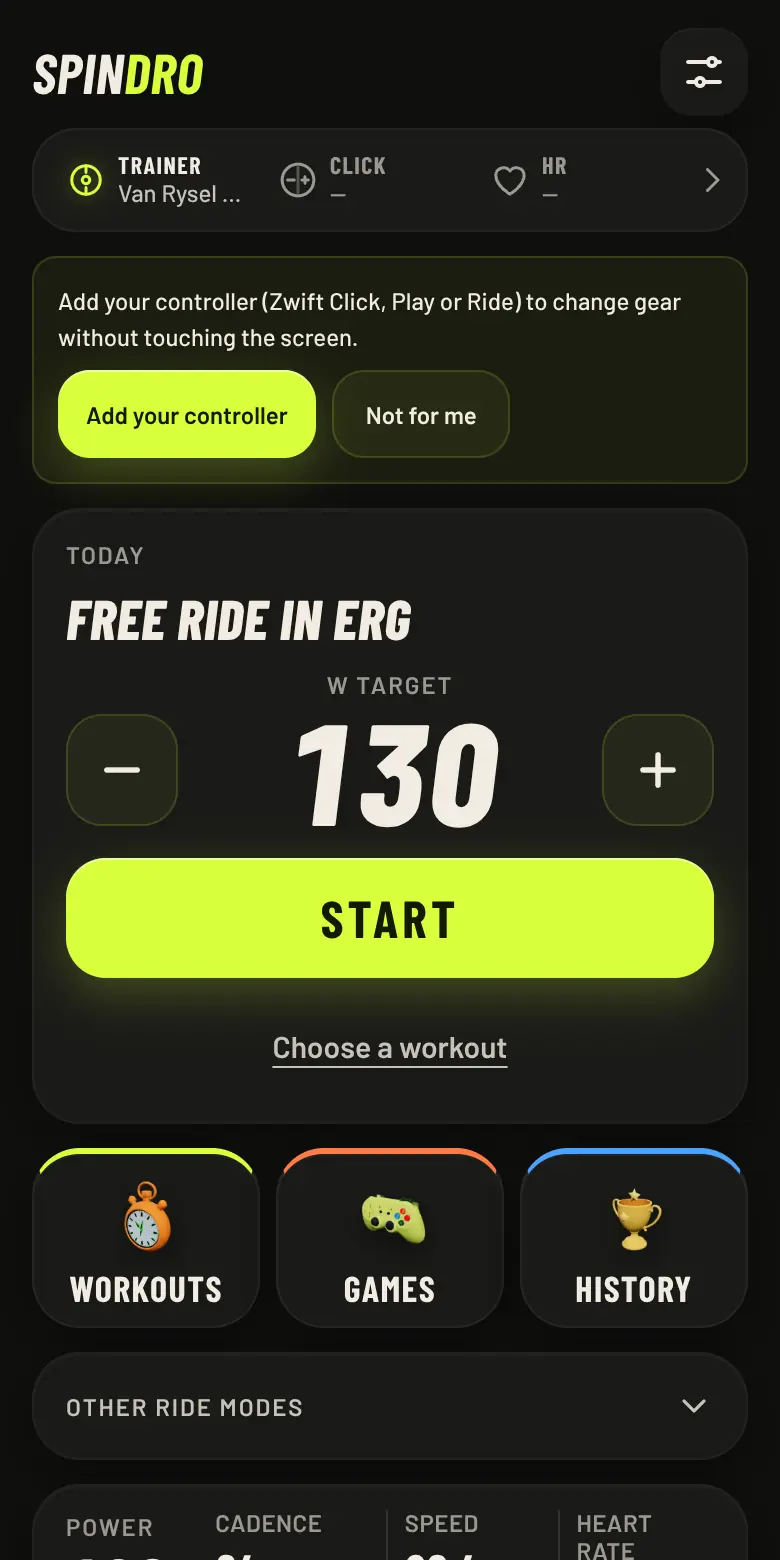 SPINDRO
TRAINER
Van Rysel ...
CLICK
–
HR
–
Add your controller (Zwift Click, Play or Ride) to change gear
without touching the screen.
Add your controller
Not for me
TODAY
FREE RIDE IN ERG
W TARGET
− 130 +
START
Choose a workout
WORKOUTS
GAMES
HISTORY
OTHER RIDE MODES
POWER
CADENCE
SPEED
HEART
RATE